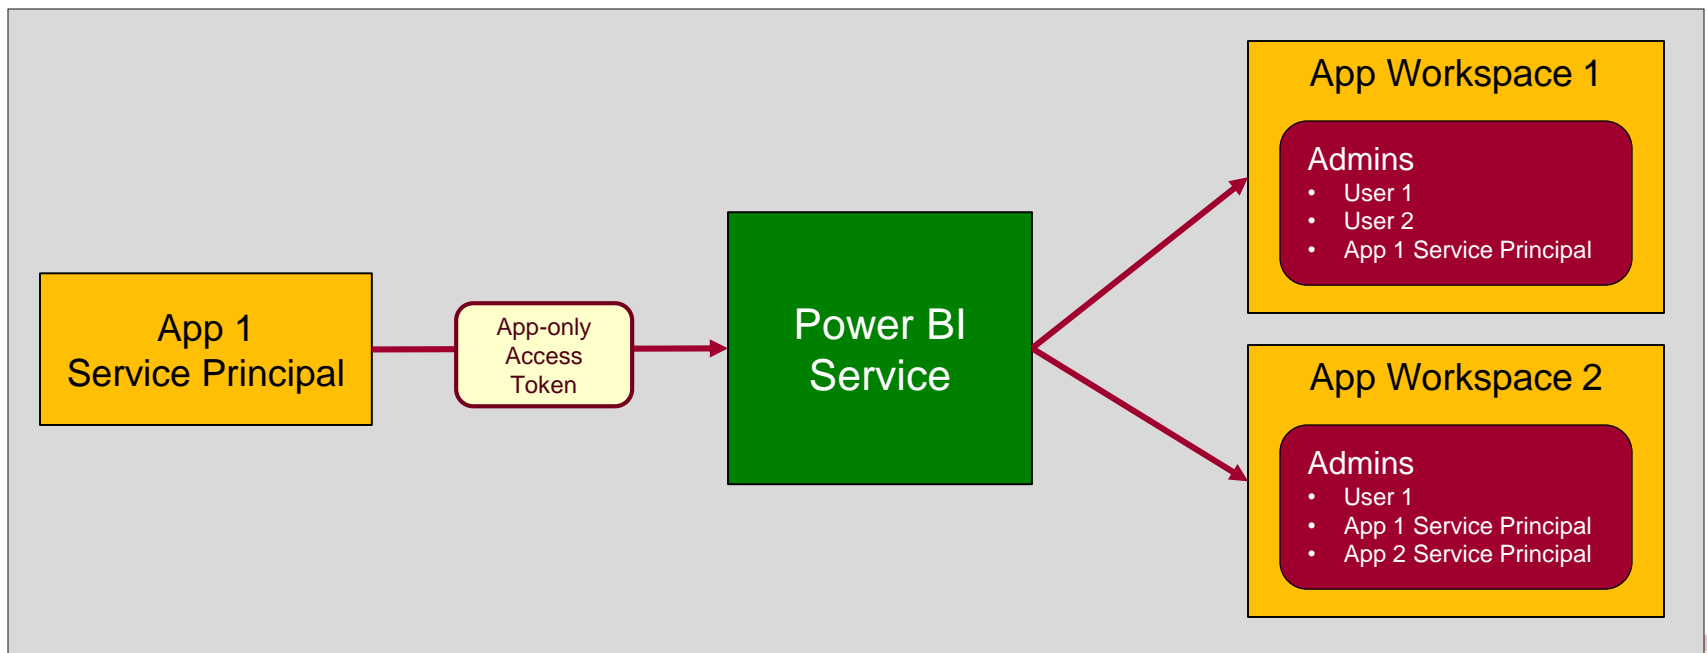 App 1
Service Principal
App-only
Access
Token
Power BI
Service
App Workspace 1
Admins
• User 1
• User 2
• App 1 Service Principal
App Workspace 2
Admins
• User 1
• App 1 Service Principal
• App 2 Service Principal